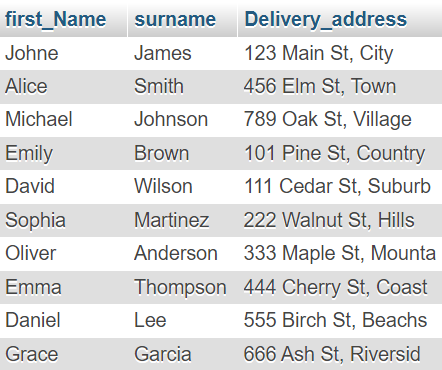 first_Name surname Delivery_address
Johne James 123 Main St, City
Alice Smith 456 Elm St, Town
Michael Johnson 789 Oak St, Village
Emily Brown 101 Pine St, Country
David Wilson 111 Cedar St, Suburb
Sophia Martinez 222 Walnut St, Hills
Oliver Anderson 333 Maple St, Mounta
Emma Thompson 444 Cherry St, Coast
Daniel Lee 555 Birch St, Beachs
Grace Garcia 666 Ash St, Riversid